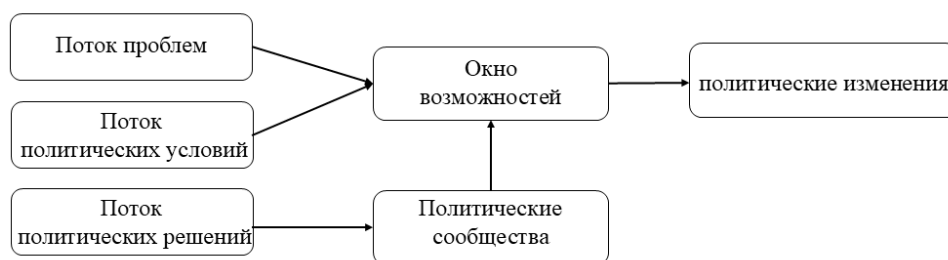 Поток проблем
Окно
возможностей
политические изменения
Поток
политических условий
Поток
политических решений
Политические
сообщества